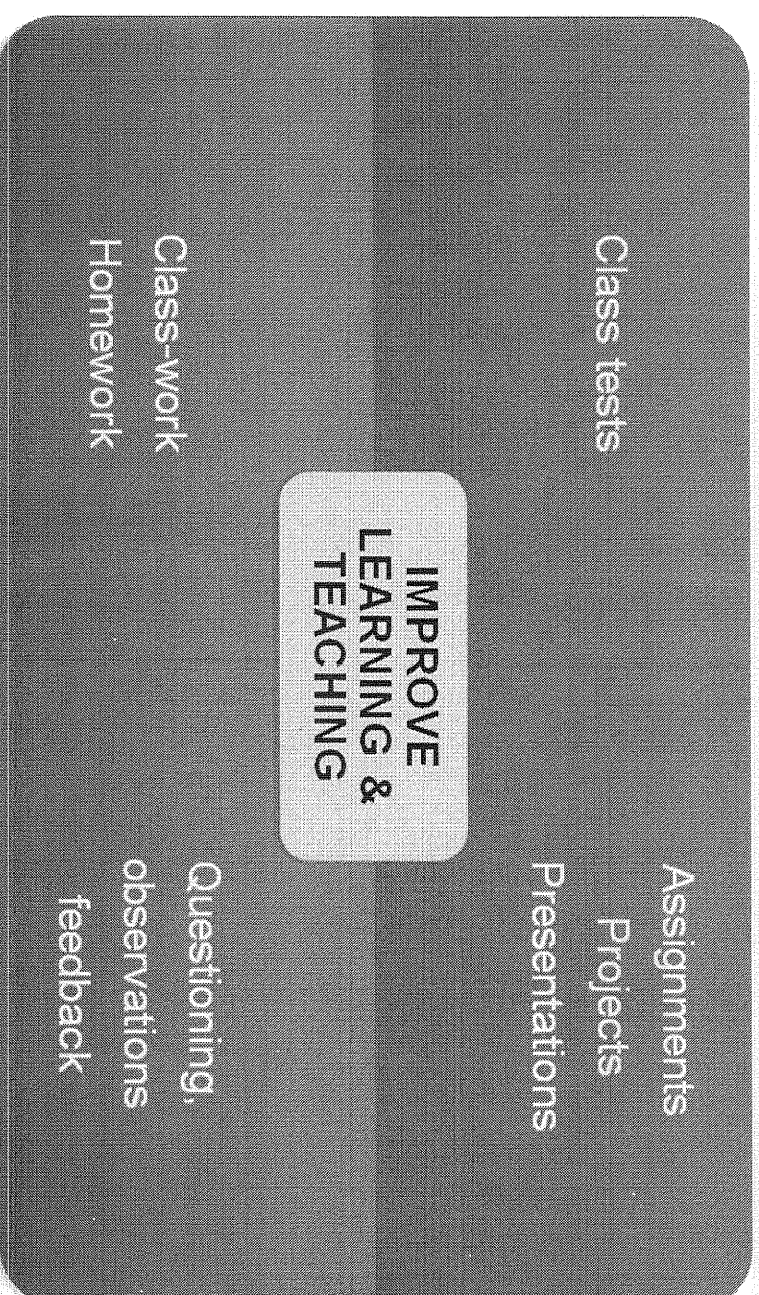 Class tests
Assignments
Projects
Presentations
IMPROVE
LEARNING &
TEACHING
Class-work
Homework
Questioning,
observations
feedback